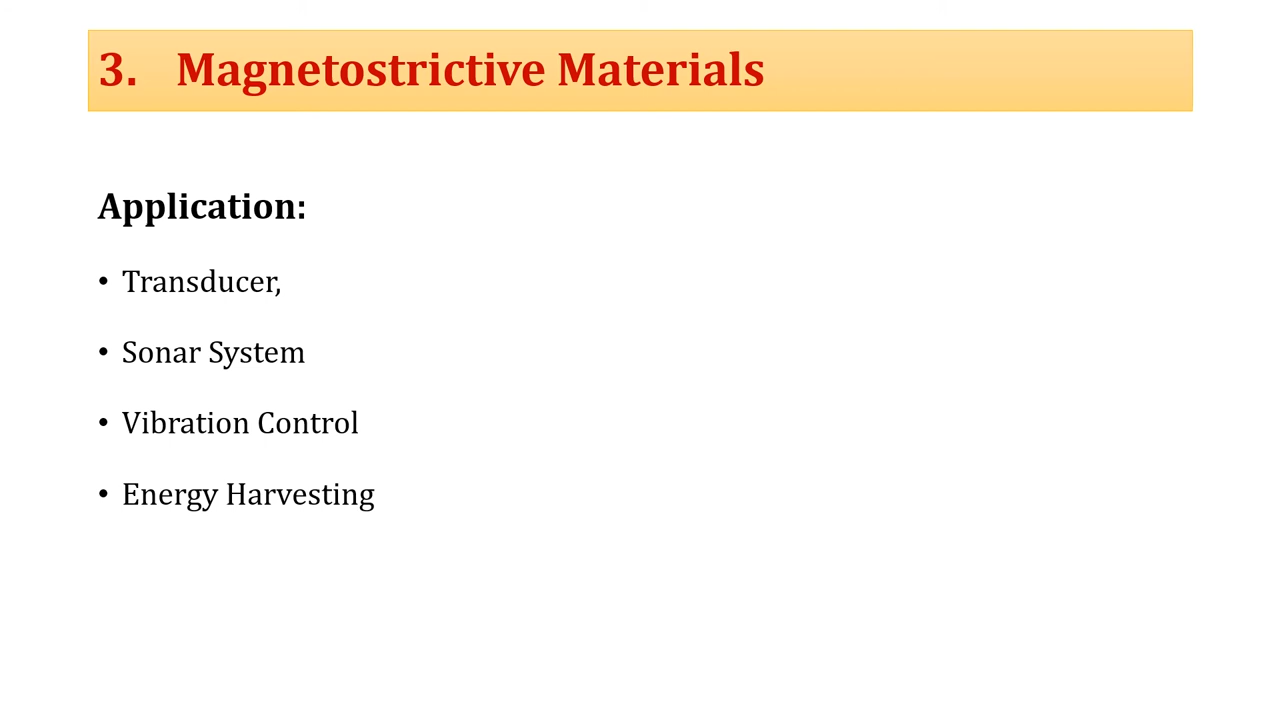 3. Magnetostrictive Materials
Application:
• Transducer,
• Sonar System
• Vibration Control
• Energy Harvesting